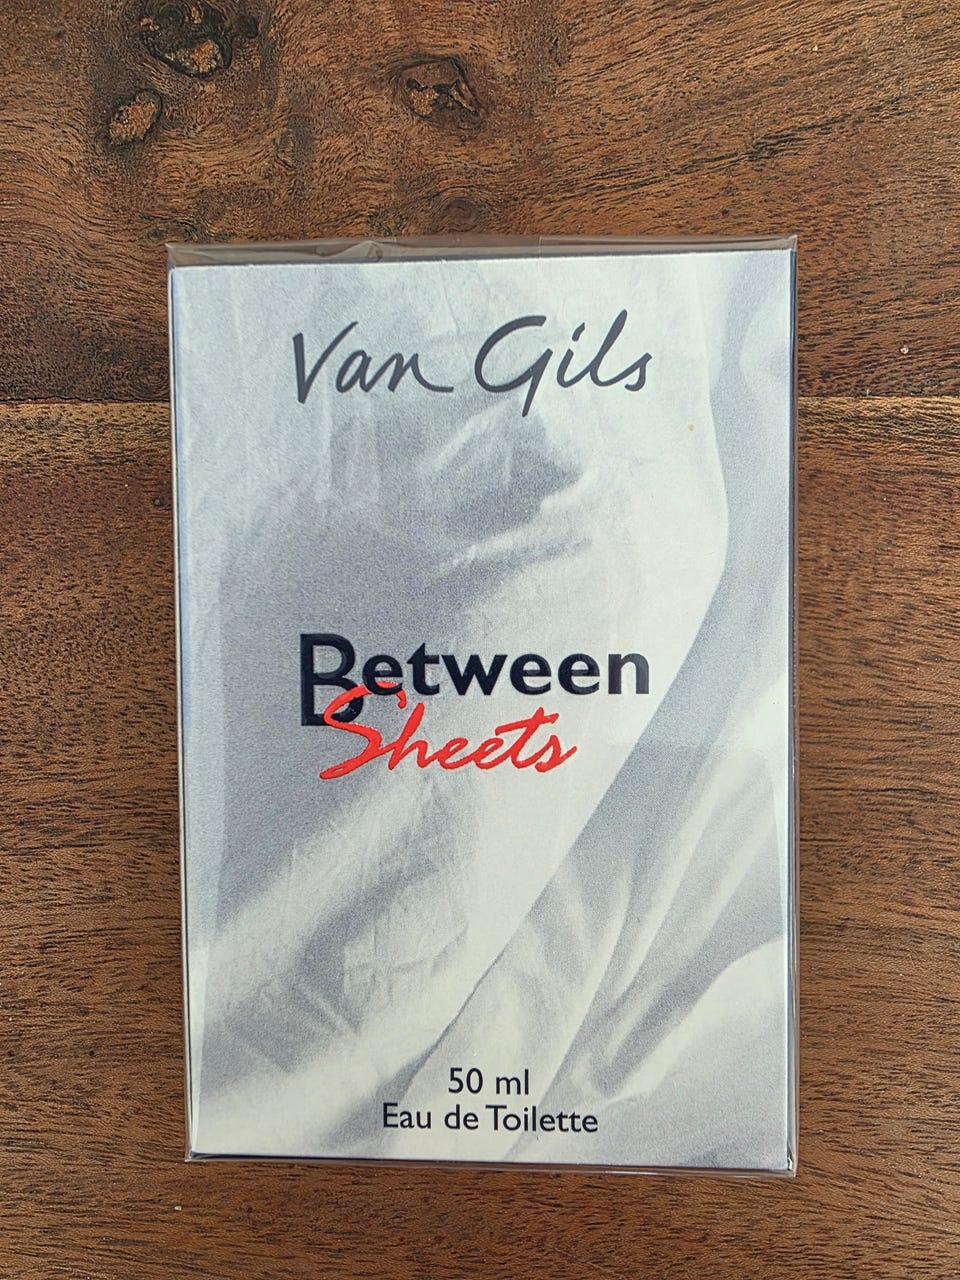 Van Gils
Between
Sheets
50 ml
Eau de Toilette